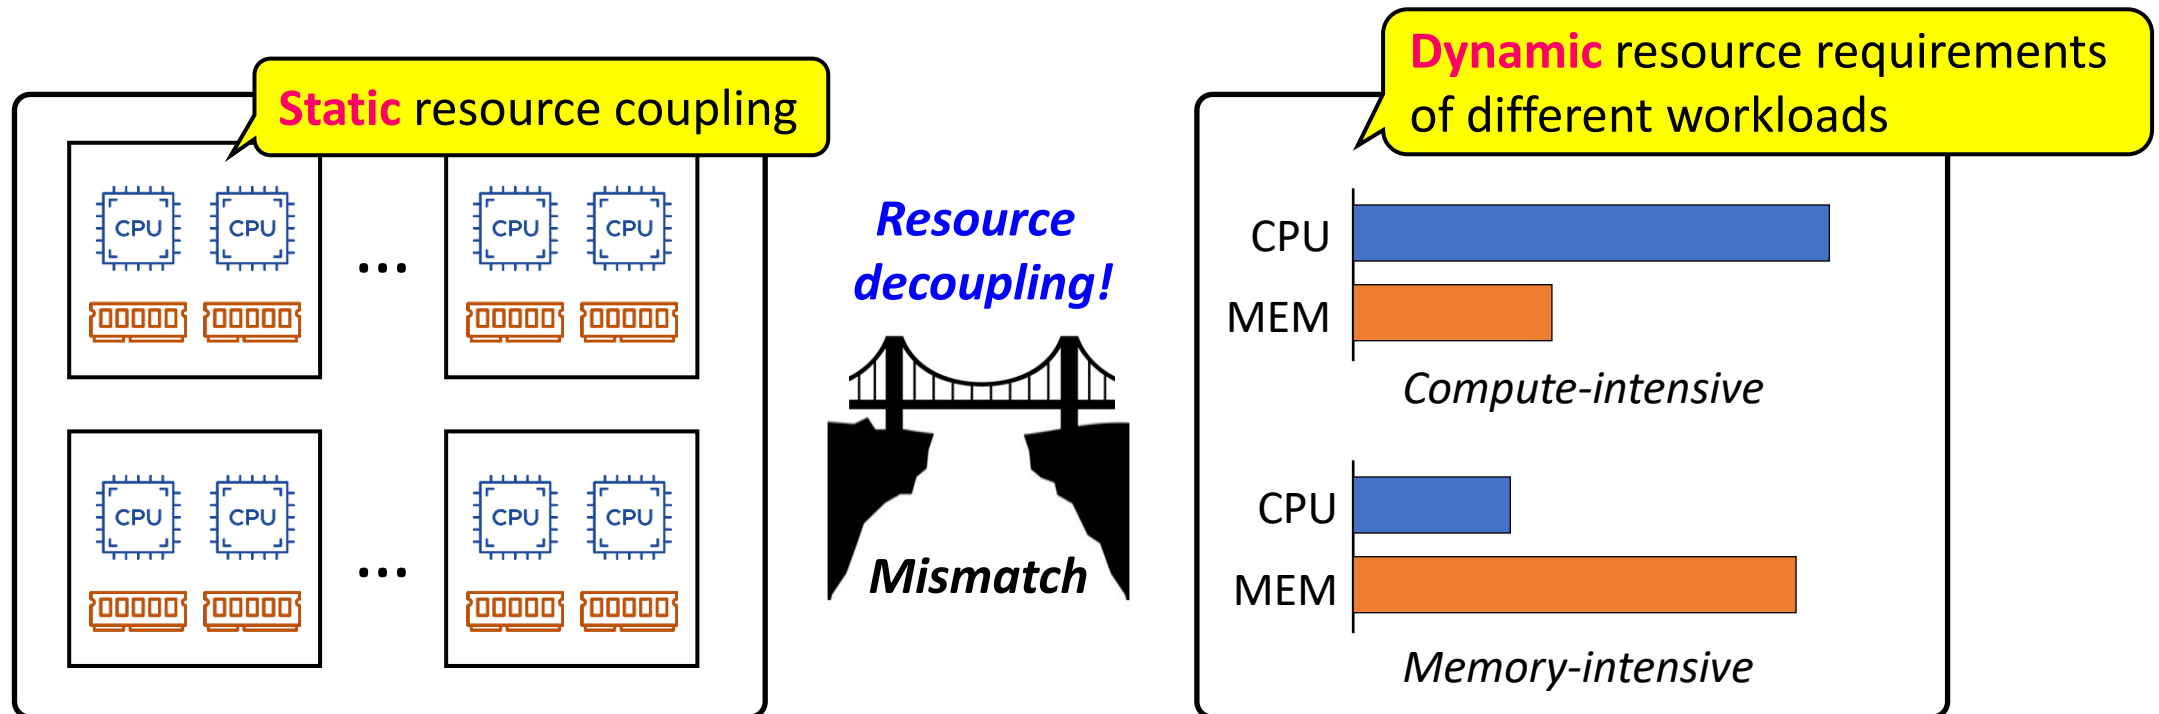 Static resource coupling
CPU CPU ... CPU CPU
CPU CPU ... CPU CPU
Resource
decoupling!
Mismatch
Dynamic resource requirements
of different workloads
CPU
MEM
Compute-intensive
CPU
MEM
Memory-intensive